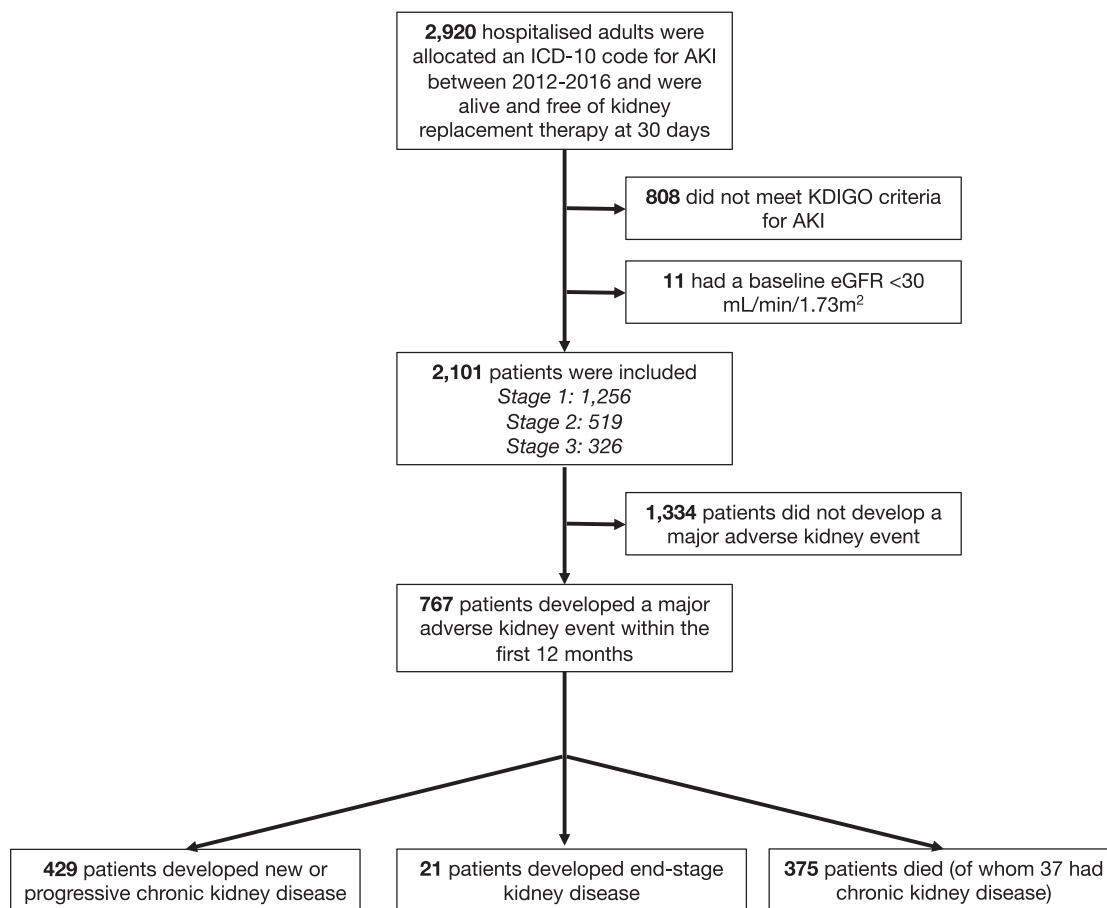 2,920 hospitalised adults were
allocated an ICD-10 code for AKI
between 2012-2016 and were
alive and free of kidney
replacement therapy at 30 days
808 did not meet KDIGO criteria
for AKI
11 had a baseline eGFR <30
mL/min/1.73m²
2,101 patients were included
Stage 1: 1,256
Stage 2: 519
Stage 3: 326
1,334 patients did not develop a
major adverse kidney event
767 patients developed a major
adverse kidney event within the
first 12 months
429 patients developed new or
progressive chronic kidney disease
21 patients developed end-stage
kidney disease
375 patients died (of whom 37 had
chronic kidney disease)